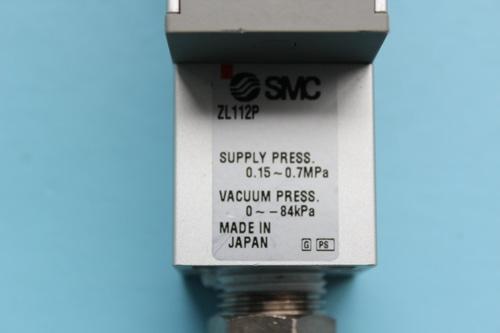 SMC
ZL112P
SUPPLY PRESS.
0.15~0.7MPa
VACUUM PRESS.
0~-84kPa
MADE IN
JAPAN
G PS